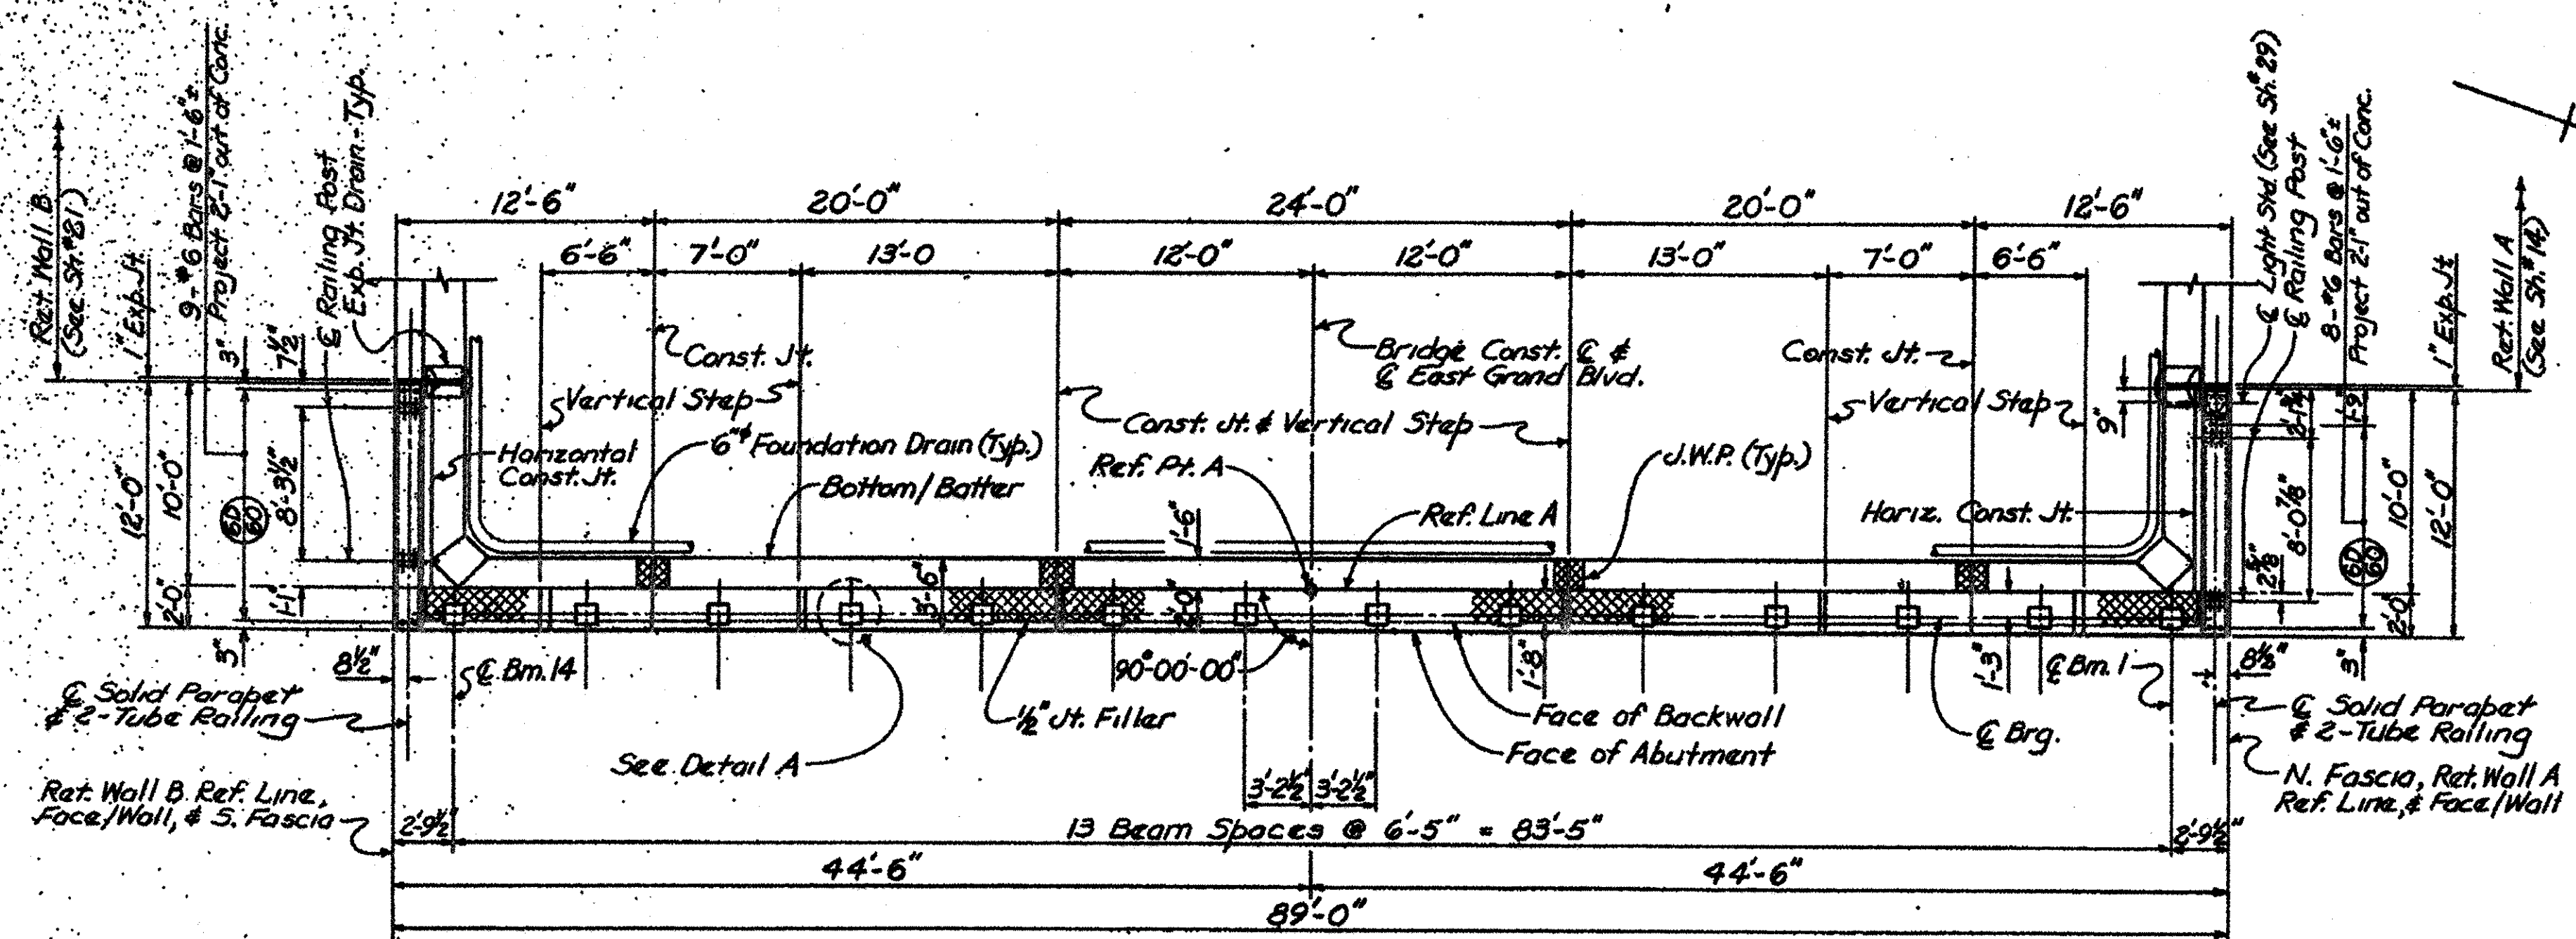 Ret. Wall B
(See Sh.#21)
1" Exp. Jt.
9-#6 Bars @ 1'-6"±
Project 2'-1" out of Conc.
3"
7½"
℄ Railing Post
Exp. Jt. Drain-Typ.
12'-6"
20'-0"
24'-0"
20'-0"
12'-6"
6'-6"
7'-0"
13'-0
12'-0"
12'-0"
13'-0"
7'-0"
6'-6"
℄ Light Std. (See Sh.# 29)
℄ Railing Post
8-#6 Bars @ 1'-6"±
Project 2'-1" out of Conc.
1" Exp. Jt
Ret. Wall A
(See Sh.#14)
Const. Jt.
Vertical Step
Bridge Const. ℄ &
℄ East Grand Blvd.
Const. Jt.
Horizontal
Const. Jt.
6"ϕ Foundation Drain (Typ.)
Const. Jt. & Vertical Step
Vertical Step
9"
1'-9"
Bottom/Batter
Ref. Pt. A
Ref. Line A
J.W.P. (Typ.)
Horiz. Const. Jt.
12'-0"
10'-0"
8'-3½"
1'-6"
8'-0⅞"
10'-0"
12'-0"
2'-0"
1'-1"
3'-6"
2'-0"
2⅝"
2'-0"
3"
8½"
℄ Bm. 14
90°-00'-00"
1'-8"
1'-3"
℄ Bm. 1
3"
℄ Solid Parapet
& 2-Tube Railing
½" Jt. Filler
Face of Backwall
℄ Brg.
℄ Solid Parapet
& 2-Tube Railing
See Detail A
Face of Abutment
Ret. Wall B Ref. Line,
Face/Wall, & S. Fascia
3'-2½"
3'-2½"
N. Fascia, Ret. Wall A
Ref. Line, & Face/Wall
2'-9½"
13 Beam Spaces @ 6'-5" = 83'-5"
2'-9½"
44'-6"
44'-6"
89'-0"